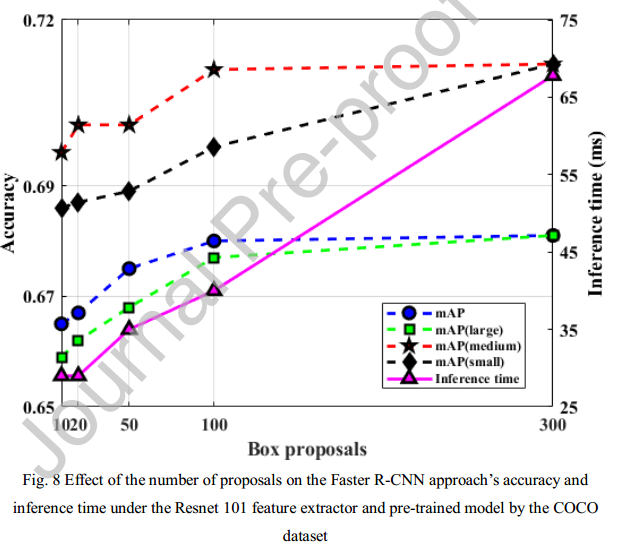 0.72
0.69
0.67
0.65
Accuracy
75
65
55
45
35
25
Inference time (ms)
Journal Pre-proof
mAP
mAP(large)
mAP(medium)
mAP(small)
Inference time
10 20 50 100 300
Box proposals
Fig. 8 Effect of the number of proposals on the Faster R-CNN approach's accuracy and
inference time under the Resnet 101 feature extractor and pre-trained model by the COCO
dataset